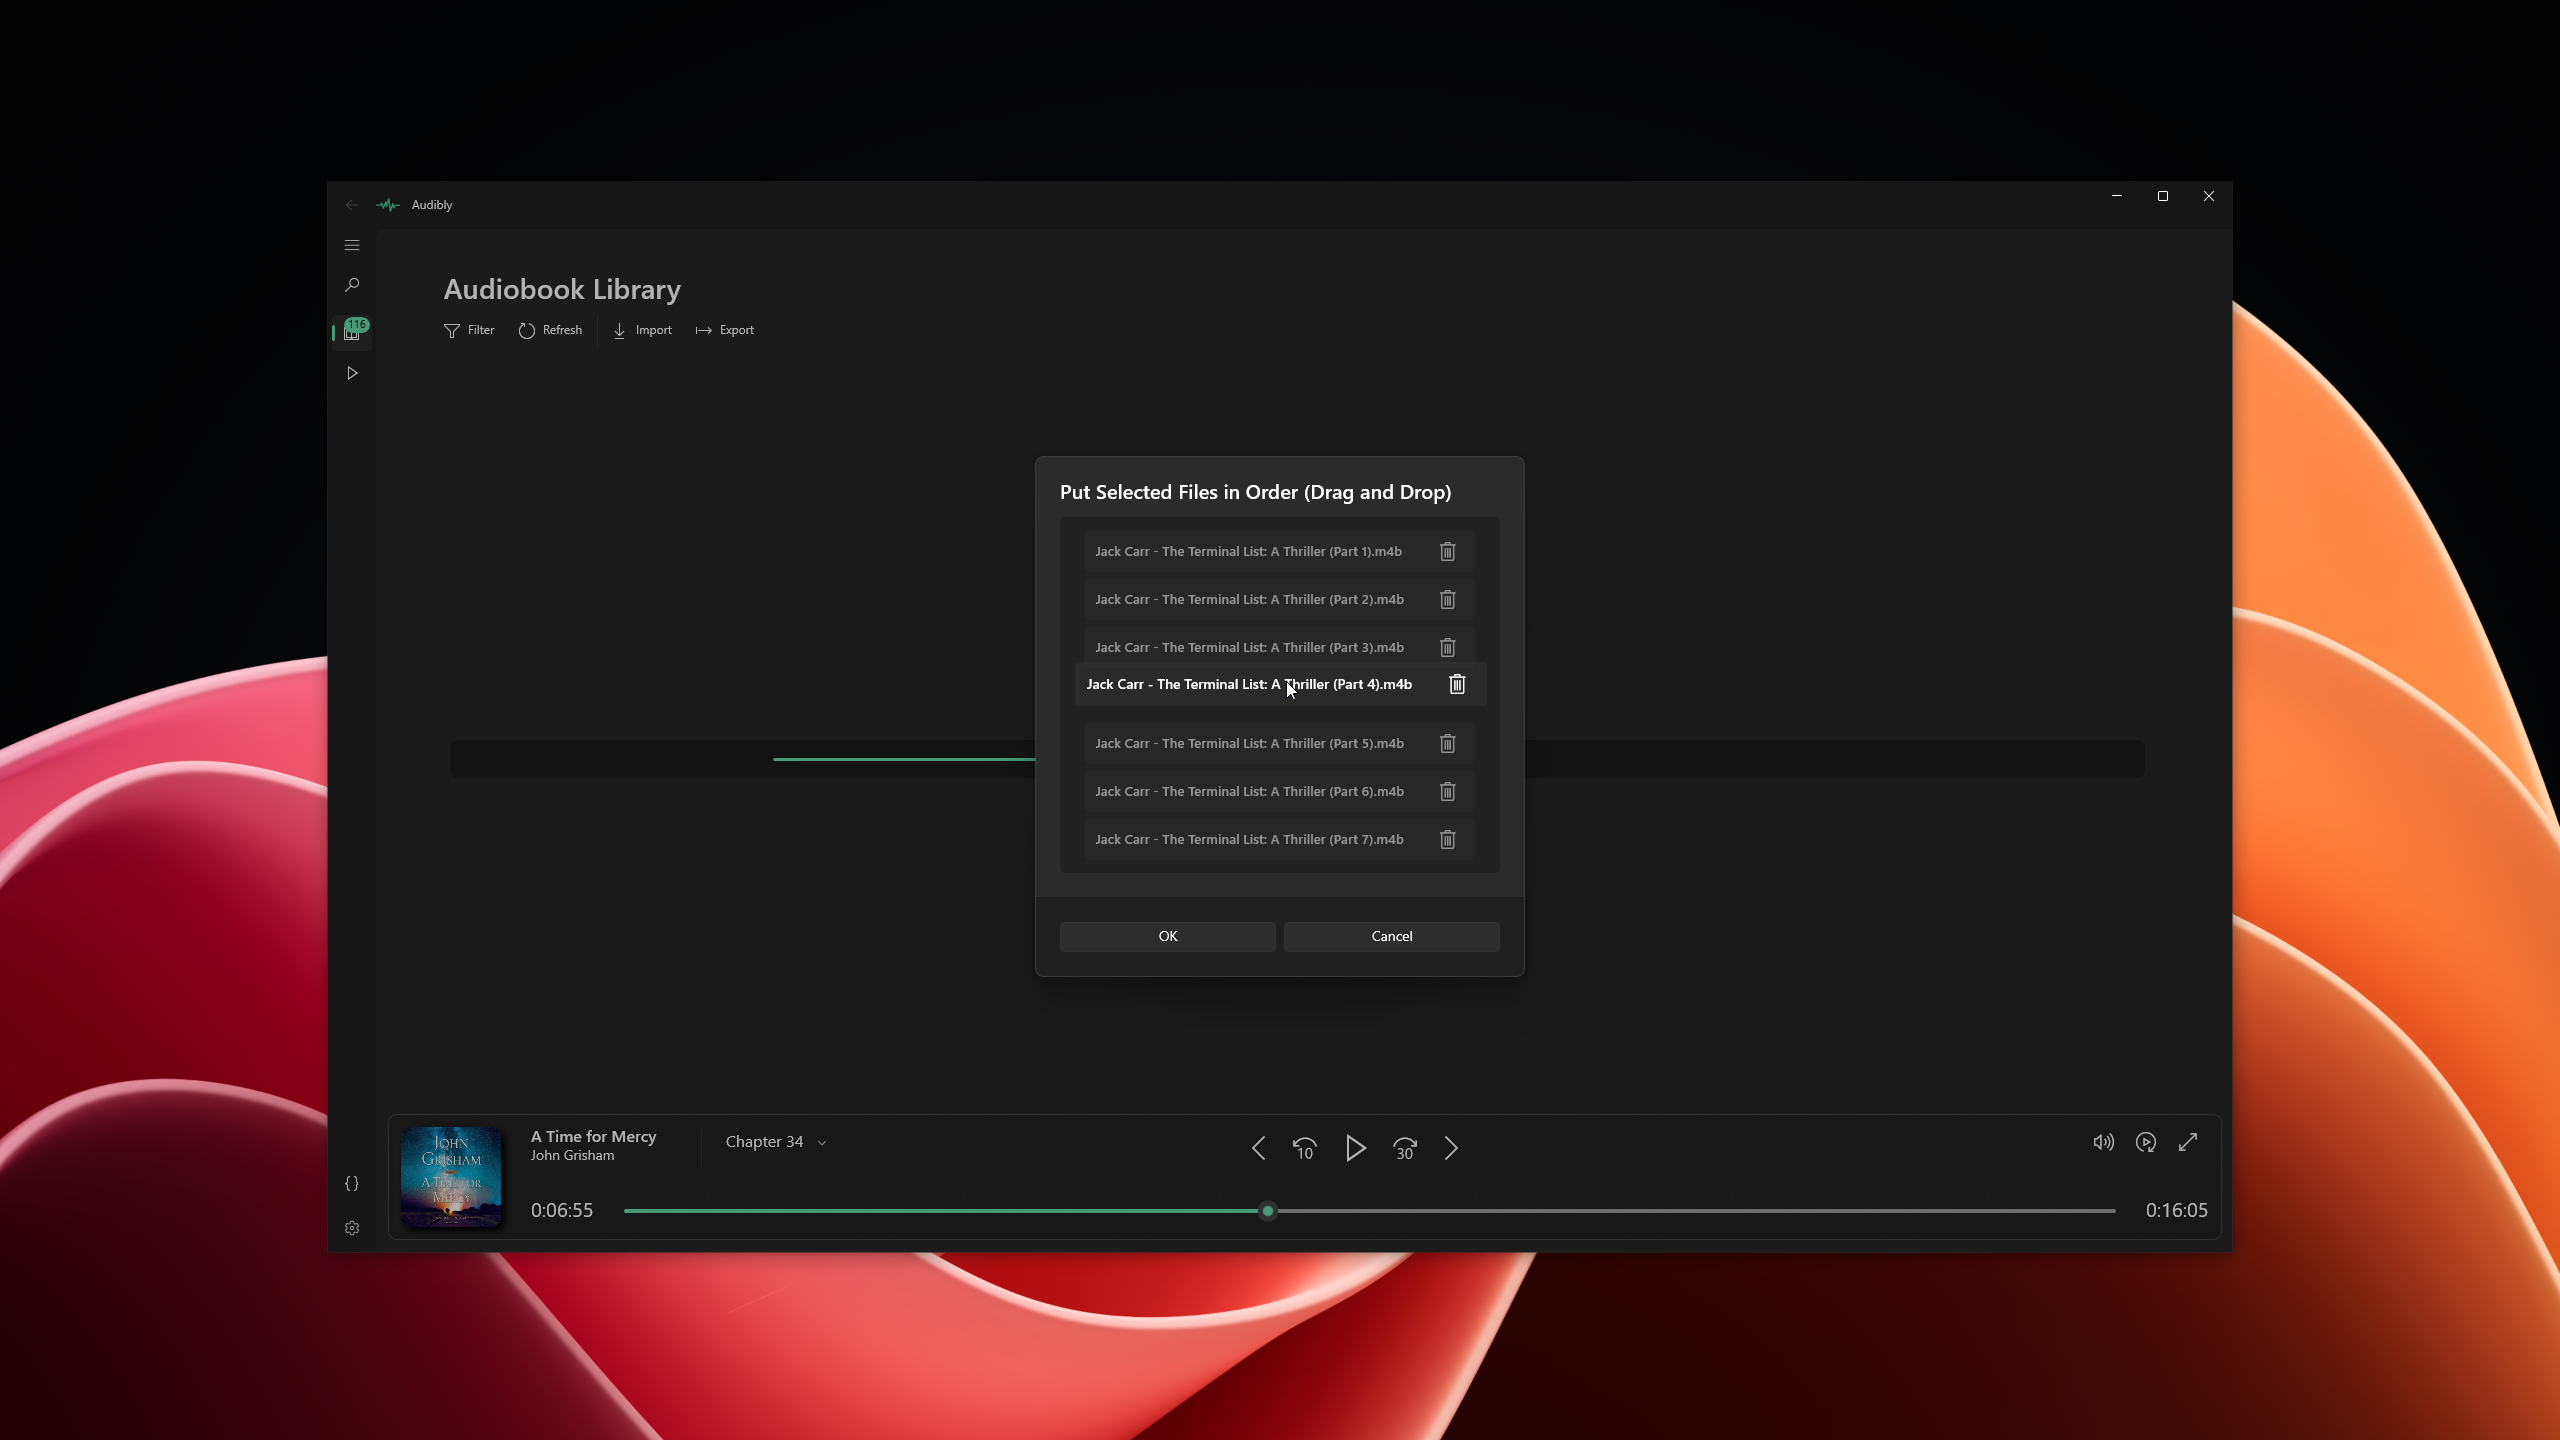 Audibly
116
Audiobook Library
Filter
Refresh
Import
Export
Put Selected Files in Order (Drag and Drop)
Jack Carr - The Terminal List: A Thriller (Part 1).m4b
Jack Carr - The Terminal List: A Thriller (Part 2).m4b
Jack Carr - The Terminal List: A Thriller (Part 3).m4b
Jack Carr - The Terminal List: A Thriller (Part 4).m4b
Jack Carr - The Terminal List: A Thriller (Part 5).m4b
Jack Carr - The Terminal List: A Thriller (Part 6).m4b
Jack Carr - The Terminal List: A Thriller (Part 7).m4b
OK
Cancel
JOHN
GRISHAM
A TIME FOR
MERCY
A Time for Mercy
John Grisham
Chapter 34
10
30
0:06:55
0:16:05